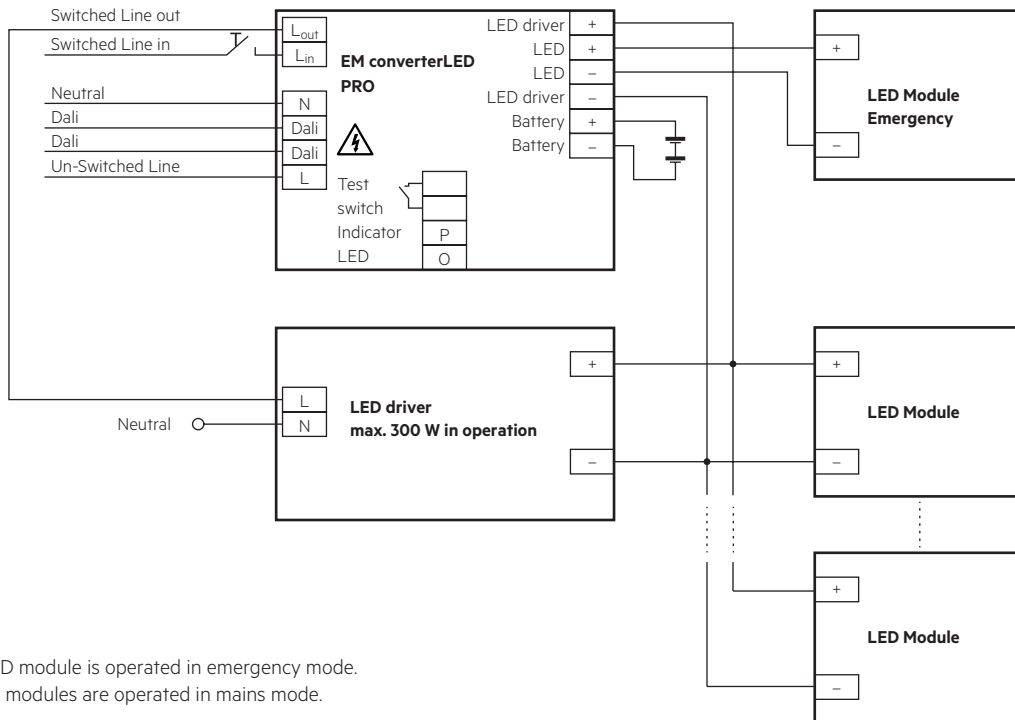 Switched Line out
Switched Line in
Neutral
Dali
Dali
Un-Switched Line
Lout
Lin
N
Dali
Dali
L
EM converterLED
PRO
Test
switch
Indicator
LED
P
O
LED driver +
LED +
LED –
LED driver –
Battery +
Battery –
+
–
LED Module
Emergency
Neutral
L
N
LED driver
max. 300 W in operation
+
–
+
–
LED Module
+
–
LED Module
D module is operated in emergency mode.
modules are operated in mains mode.